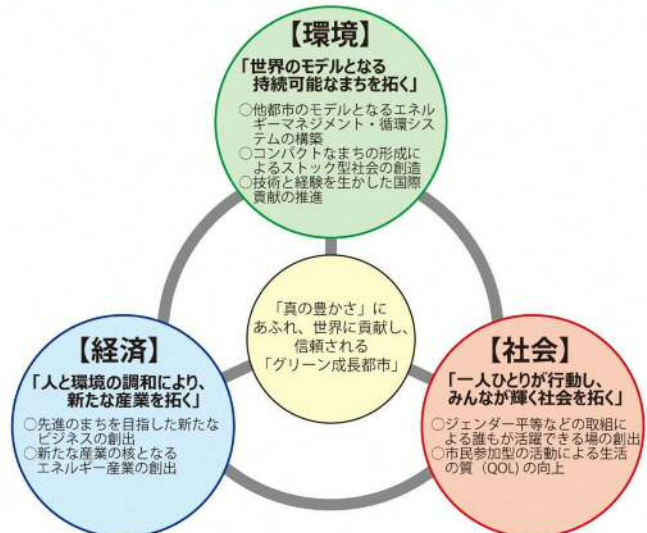 【環境】
「世界のモデルとなる
持続可能なまちを拓く」
○他都市のモデルとなるエネル
ギーマネジメント・循環シス
テムの構築
○コンパクトなまちの形成に
よるストック型社会の創造
○技術と経験を生かした国際
貢献の推進
「真の豊かさ」に
あふれ、世界に貢献し、
信頼される
「グリーン成長都市」
【経済】
「人と環境の調和により、
新たな産業を拓く」
○先進のまちを目指した新たな
ビジネスの創出
○新たな産業の核となる
エネルギー産業の創出
【社会】
「一人ひとりが行動し、
みんなが輝く社会を拓く」
○ジェンダー平等などの取組
による誰もが活躍できる場の創出
○市民参加型の活動による生活
の質（QOL）の向上